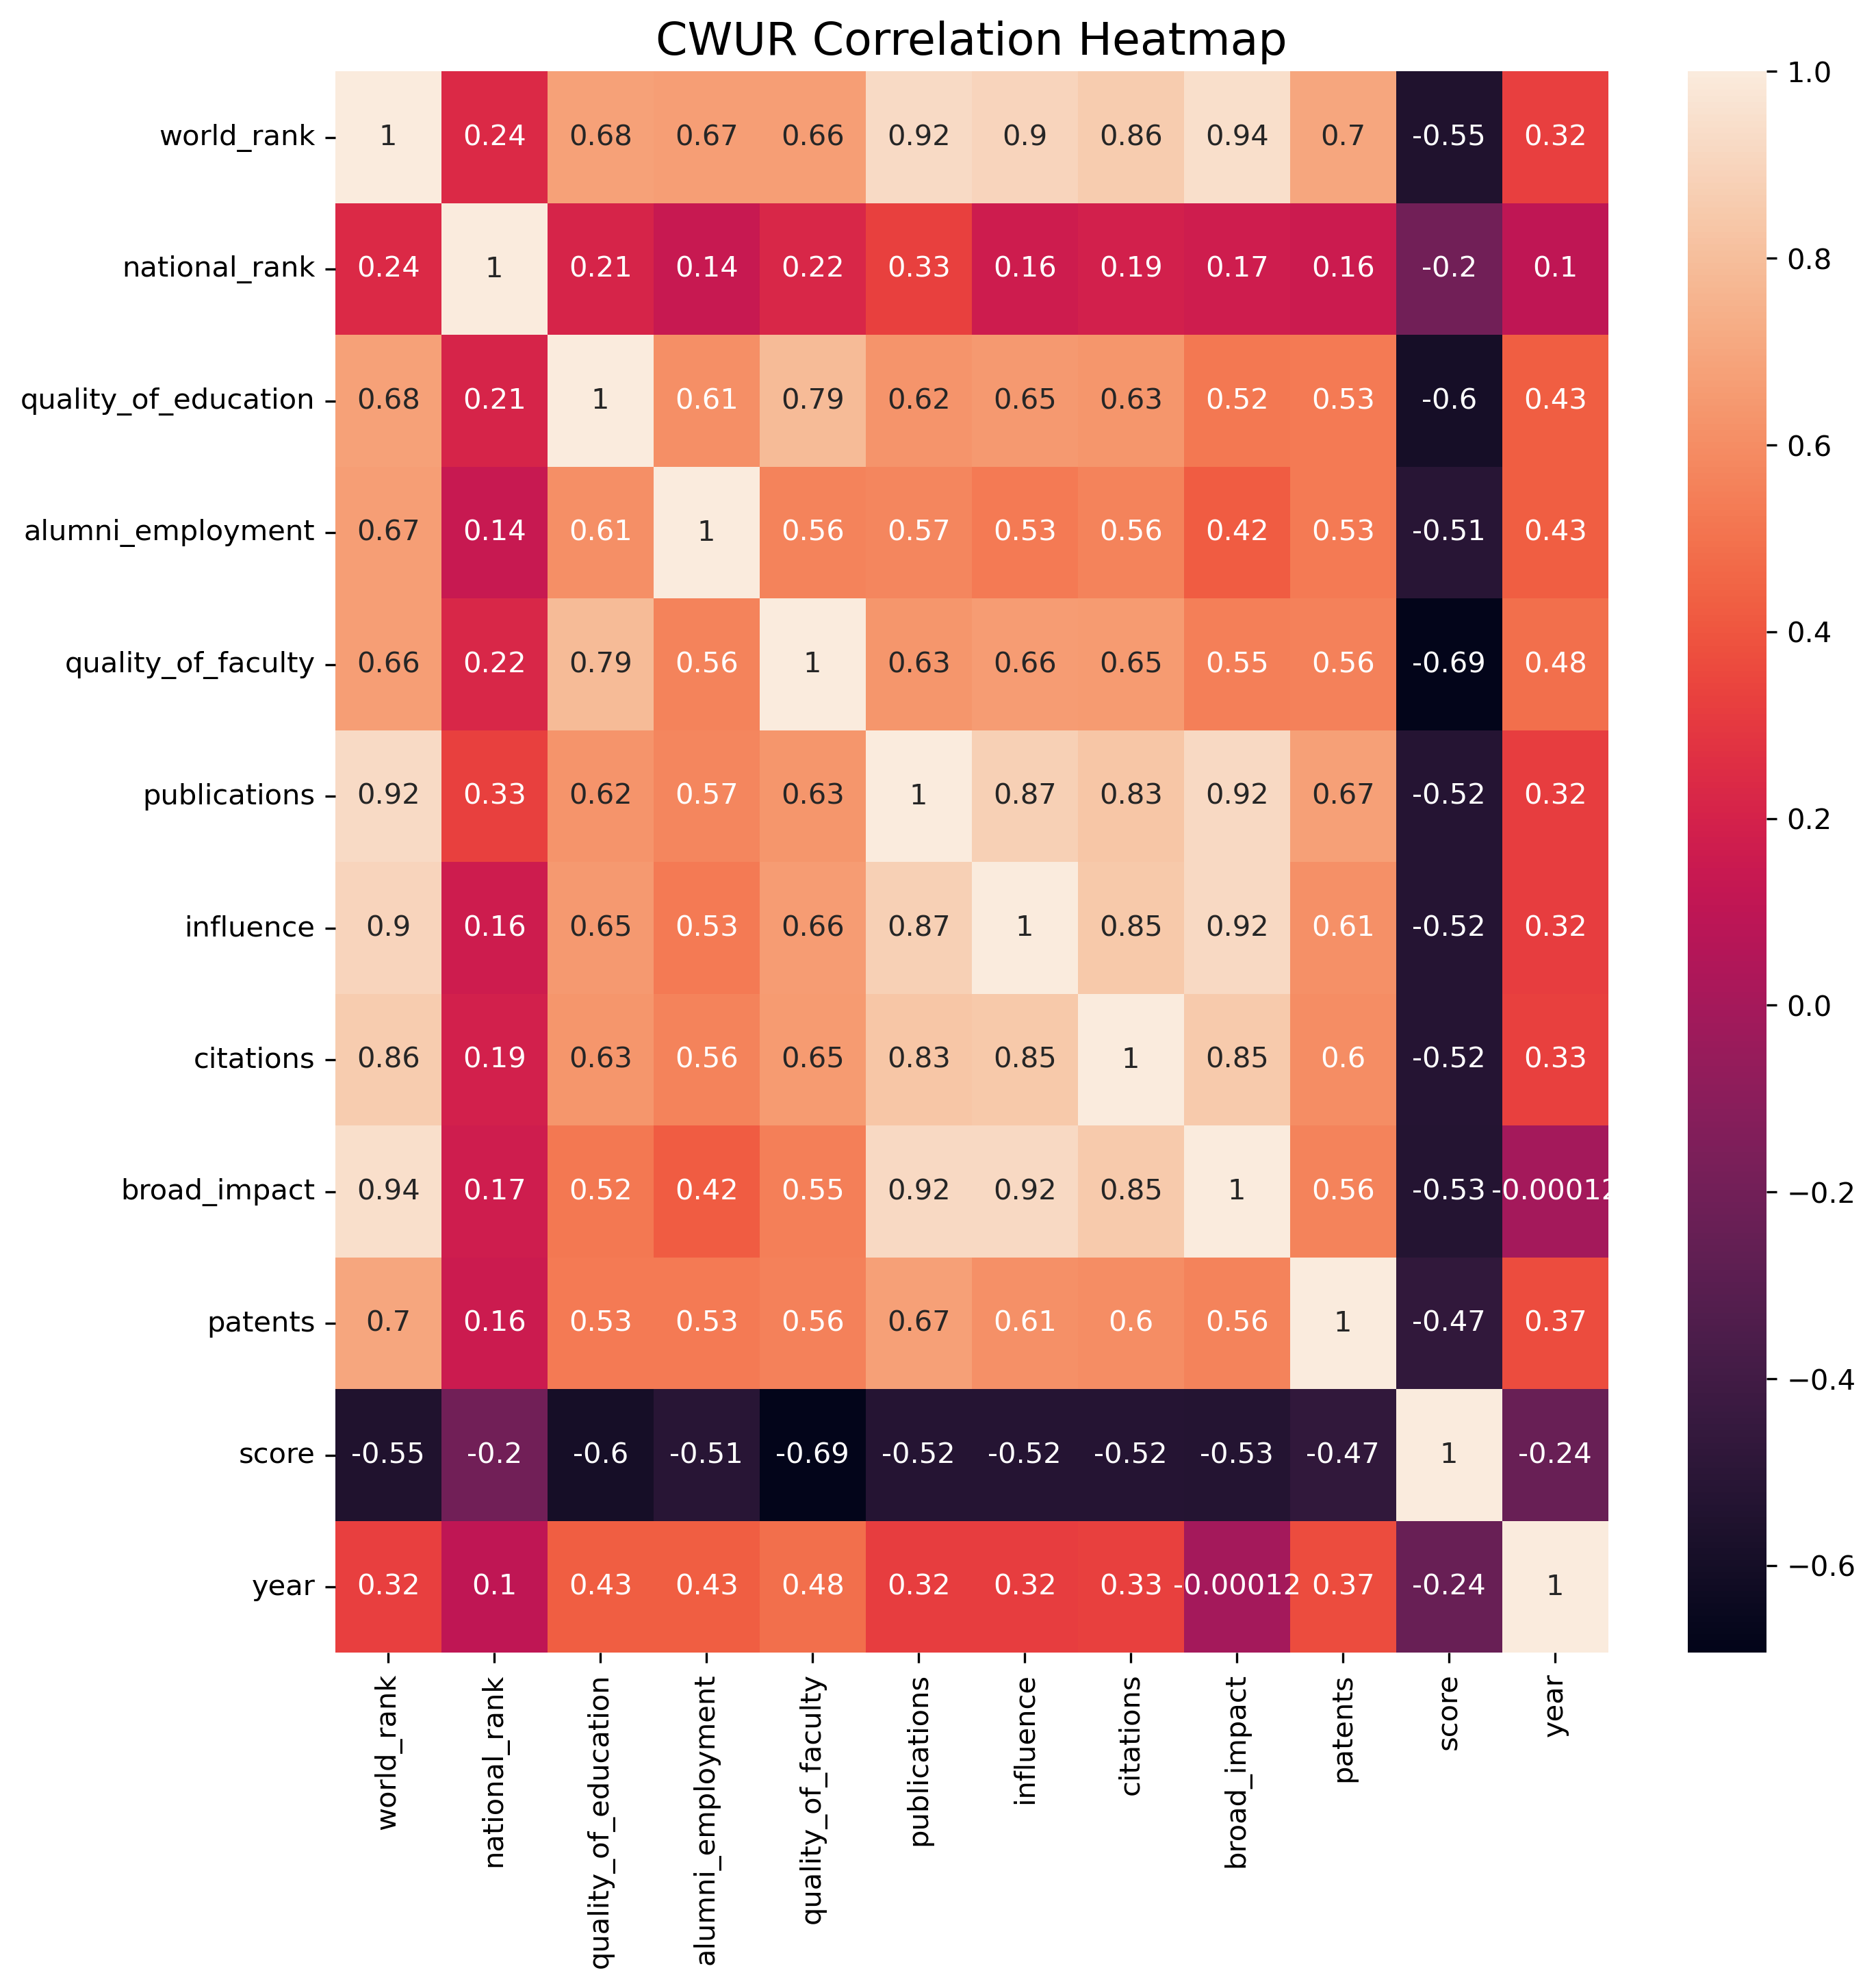 CWUR Correlation Heatmap
world_rank 1 0.24 0.68 0.67 0.66 0.92 0.9 0.86 0.94 0.7 -0.55 0.32
national_rank 0.24 1 0.21 0.14 0.22 0.33 0.16 0.19 0.17 0.16 -0.2 0.1
quality_of_education 0.68 0.21 1 0.61 0.79 0.62 0.65 0.63 0.52 0.53 -0.6 0.43
alumni_employment 0.67 0.14 0.61 1 0.56 0.57 0.53 0.56 0.42 0.53 -0.51 0.43
quality_of_faculty 0.66 0.22 0.79 0.56 1 0.63 0.66 0.65 0.55 0.56 -0.69 0.48
publications 0.92 0.33 0.62 0.57 0.63 1 0.87 0.83 0.92 0.67 -0.52 0.32
influence 0.9 0.16 0.65 0.53 0.66 0.87 1 0.85 0.92 0.61 -0.52 0.32
citations 0.86 0.19 0.63 0.56 0.65 0.83 0.85 1 0.85 0.6 -0.52 0.33
broad_impact 0.94 0.17 0.52 0.42 0.55 0.92 0.92 0.85 1 0.56 -0.53 -0.00012
patents 0.7 0.16 0.53 0.53 0.56 0.67 0.61 0.6 0.56 1 -0.47 0.37
score -0.55 -0.2 -0.6 -0.51 -0.69 -0.52 -0.52 -0.52 -0.53 -0.47 1 -0.24
year 0.32 0.1 0.43 0.43 0.48 0.32 0.32 0.33 -0.00012 0.37 -0.24 1
world_rank
national_rank
quality_of_education
alumni_employment
quality_of_faculty
publications
influence
citations
broad_impact
patents
score
year
1.0
0.8
0.6
0.4
0.2
0.0
−0.2
−0.4
−0.6